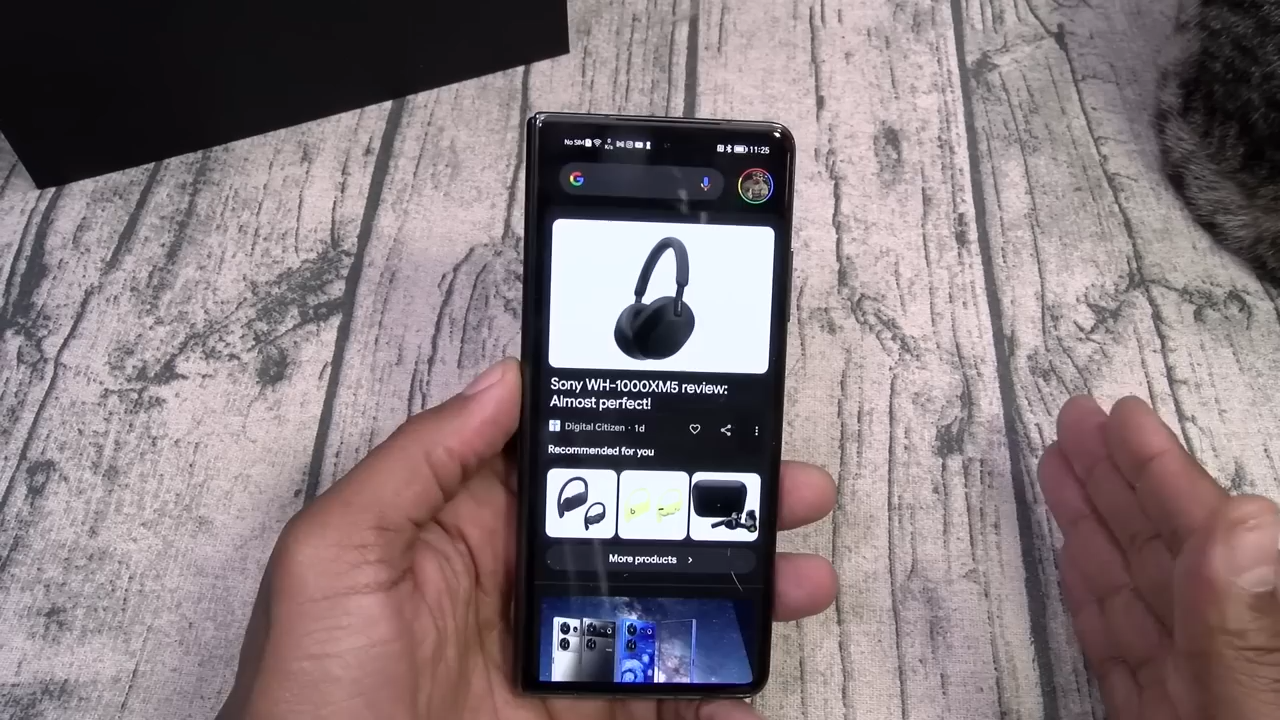 No SIM
11:25
Sony WH-1000XM5 review:
Almost perfect!
Digital Citizen · 1d
Recommended for you
More products